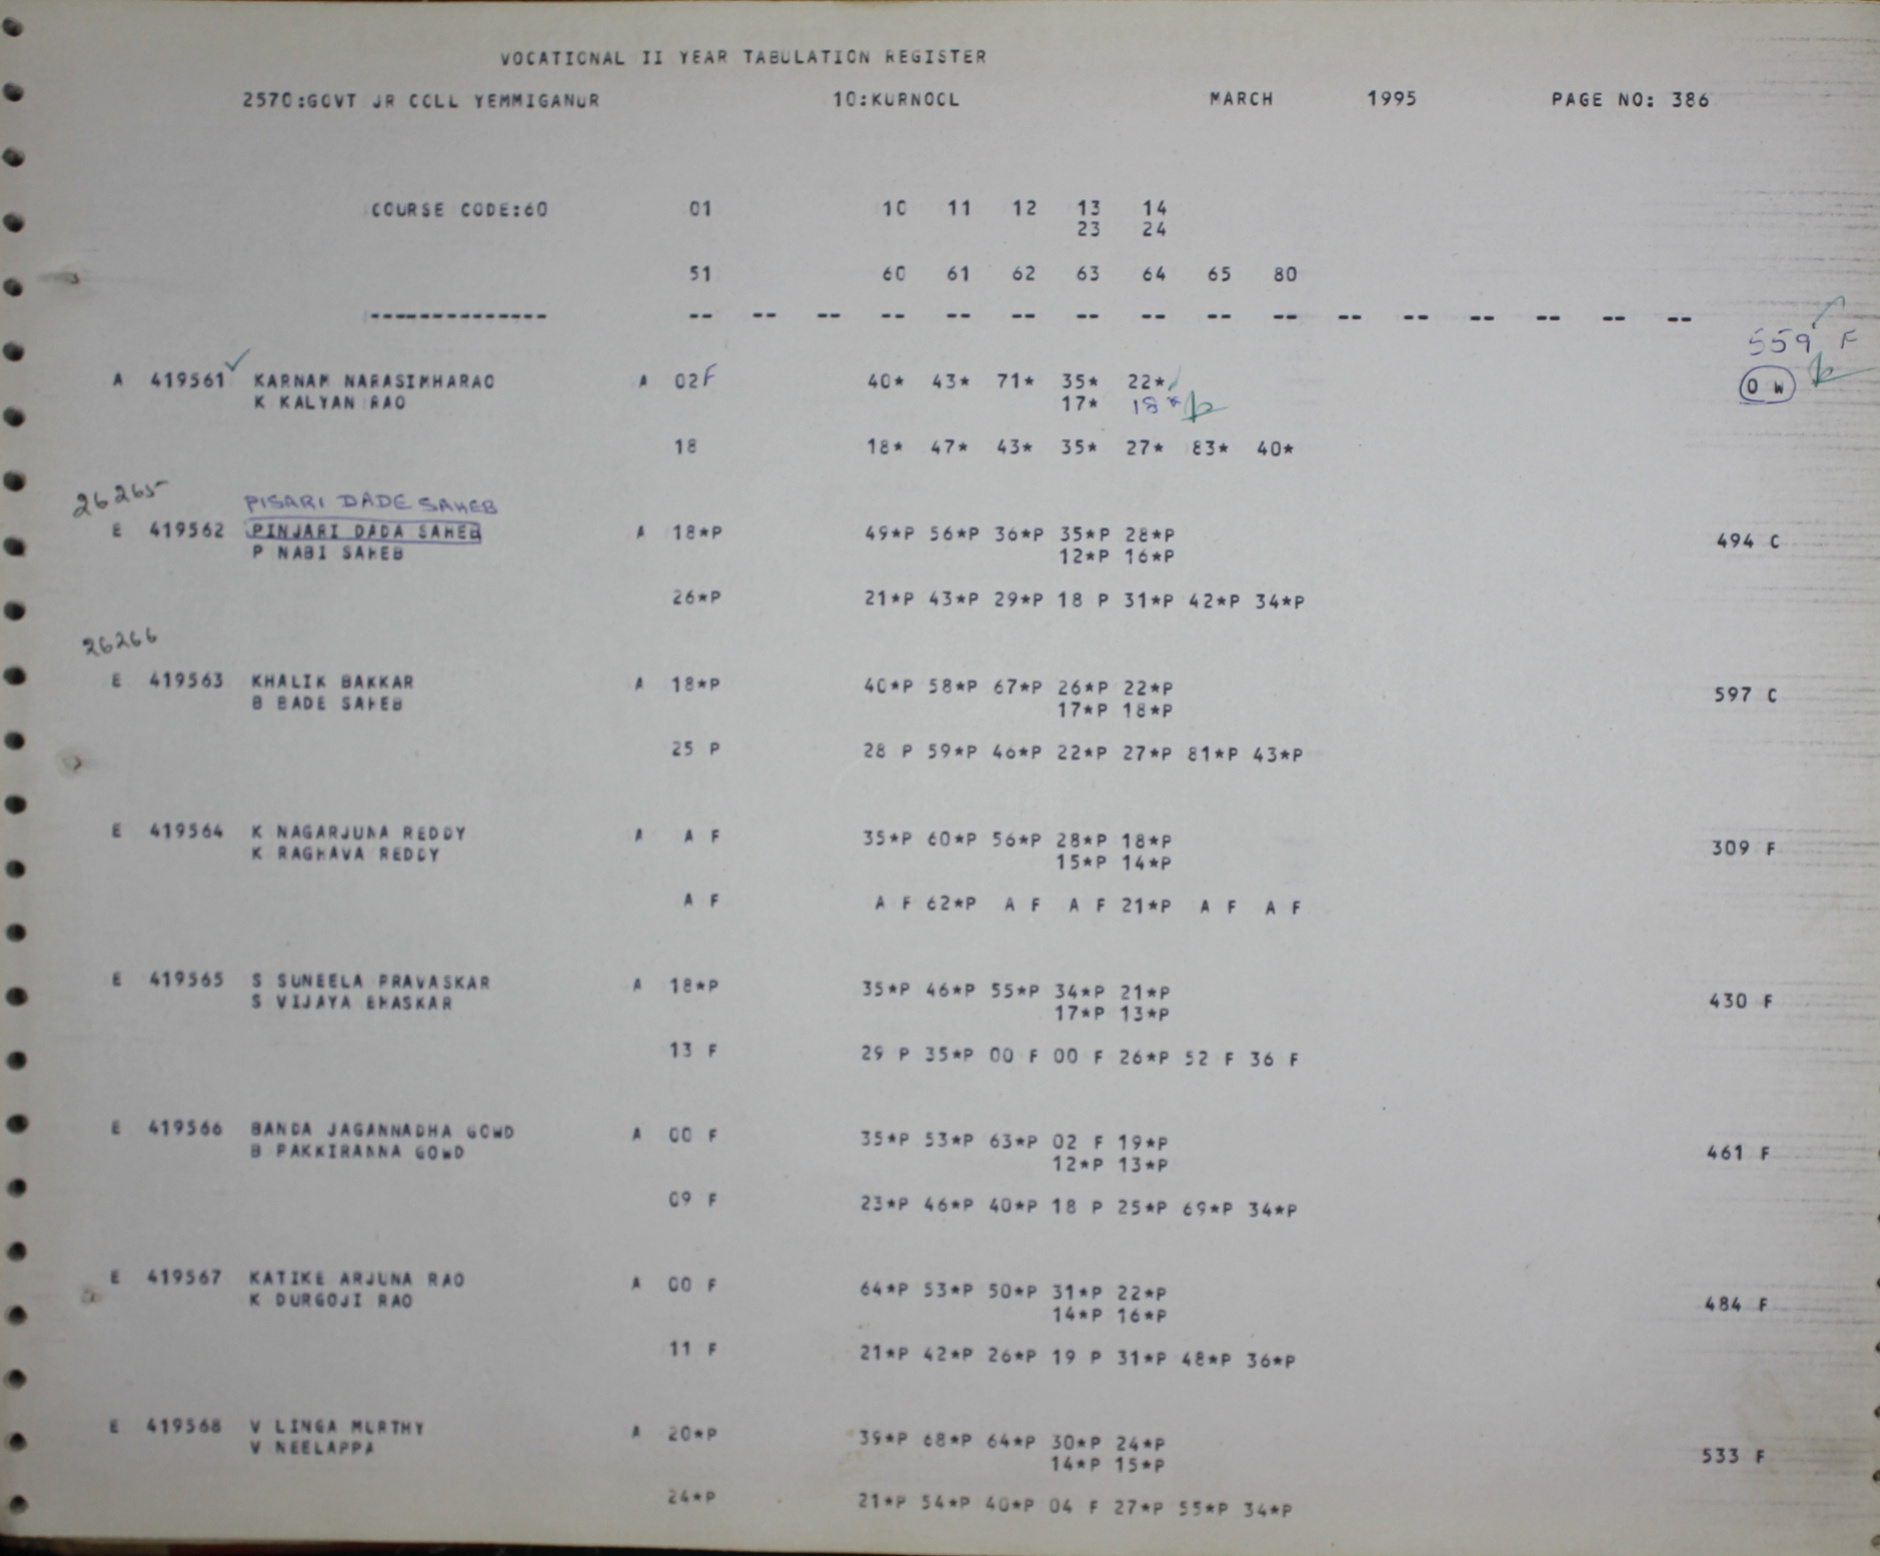 VOCATIONAL II YEAR TABULATION REGISTER
2570:GOVT JR COLL YEMMIGANUR 10:KURNOOL MARCH 1995 PAGE NO: 386
COURSE CODE:60 01 10 11 12 13 14
23 24
51 60 61 62 63 64 65 80
-------------- -- -- -- -- -- -- -- -- -- -- -- -- -- -- -- --
559 F
A 419561 KARNAM NARASIMHARAO A 02F 40* 43* 71* 35* 22* O W
K KALYAN RAO 17* 18*
18 18* 47* 43* 35* 27* 83* 40*
26265 PISARI DADE SAHEB
E 419562 PINJARI DADA SAHEB A 18*P 49*P 56*P 36*P 35*P 28*P 494 C
P NABI SAHEB 12*P 16*P
26*P 21*P 43*P 29*P 18 P 31*P 42*P 34*P
26266
E 419563 KHALIK BAKKAR A 18*P 40*P 58*P 67*P 26*P 22*P 597 C
B BADE SAHEB 17*P 18*P
25 P 28 P 59*P 46*P 22*P 27*P 81*P 43*P
E 419564 K NAGARJUNA REDDY A A F 35*P 60*P 56*P 28*P 18*P 309 F
K RAGHAVA REDDY 15*P 14*P
A F A F 62*P A F A F 21*P A F A F
E 419565 S SUNEELA PRAVASKAR A 18*P 35*P 46*P 55*P 34*P 21*P 430 F
S VIJAYA BHASKAR 17*P 13*P
13 F 29 P 35*P 00 F 00 F 26*P 52 F 36 F
E 419566 BANDA JAGANNADHA GOWD A 00 F 35*P 53*P 63*P 02 F 19*P 461 F
B PAKKIRANNA GOWD 12*P 13*P
09 F 23*P 46*P 40*P 18 P 25*P 69*P 34*P
E 419567 KATIKE ARJUNA RAO A 00 F 64*P 53*P 50*P 31*P 22*P 484 F
K DURGOJI RAO 14*P 16*P
11 F 21*P 42*P 26*P 19 P 31*P 48*P 36*P
E 419568 V LINGA MURTHY A 20*P 39*P 68*P 64*P 30*P 24*P 533 F
V NEELAPPA 14*P 15*P
24*P 21*P 54*P 40*P 04 F 27*P 55*P 34*P